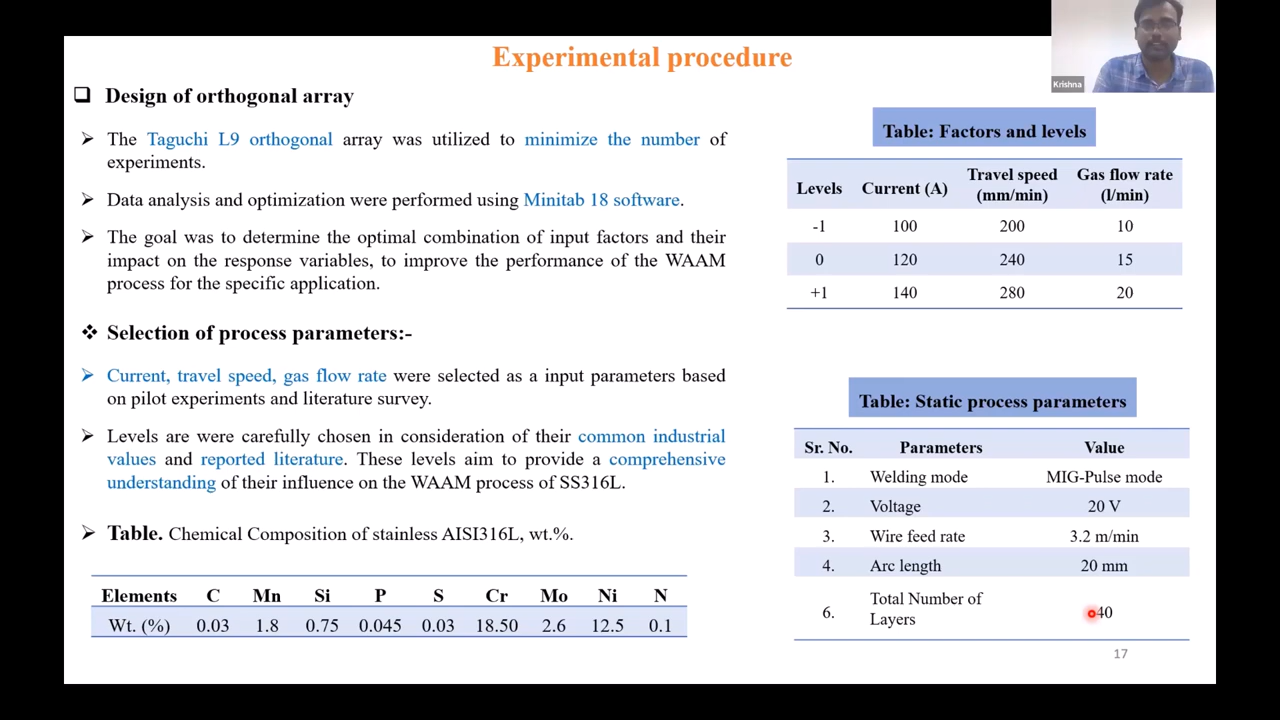 Experimental procedure
Krishna
Design of orthogonal array
The Taguchi L9 orthogonal array was utilized to minimize the number of
experiments.
Data analysis and optimization were performed using Minitab 18 software.
The goal was to determine the optimal combination of input factors and their
impact on the response variables, to improve the performance of the WAAM
process for the specific application.
Selection of process parameters:-
Current, travel speed, gas flow rate were selected as a input parameters based
on pilot experiments and literature survey.
Levels are were carefully chosen in consideration of their common industrial
values and reported literature. These levels aim to provide a comprehensive
understanding of their influence on the WAAM process of SS316L.
Table. Chemical Composition of stainless AISI316L, wt.%.
Elements C Mn Si P S Cr Mo Ni N
Wt. (%) 0.03 1.8 0.75 0.045 0.03 18.50 2.6 12.5 0.1
Table: Factors and levels
Levels Current (A) Travel speed (mm/min) Gas flow rate (l/min)
-1 100 200 10
0 120 240 15
+1 140 280 20
Table: Static process parameters
Sr. No. Parameters Value
1. Welding mode MIG-Pulse mode
2. Voltage 20 V
3. Wire feed rate 3.2 m/min
4. Arc length 20 mm
6. Total Number of Layers 40
17